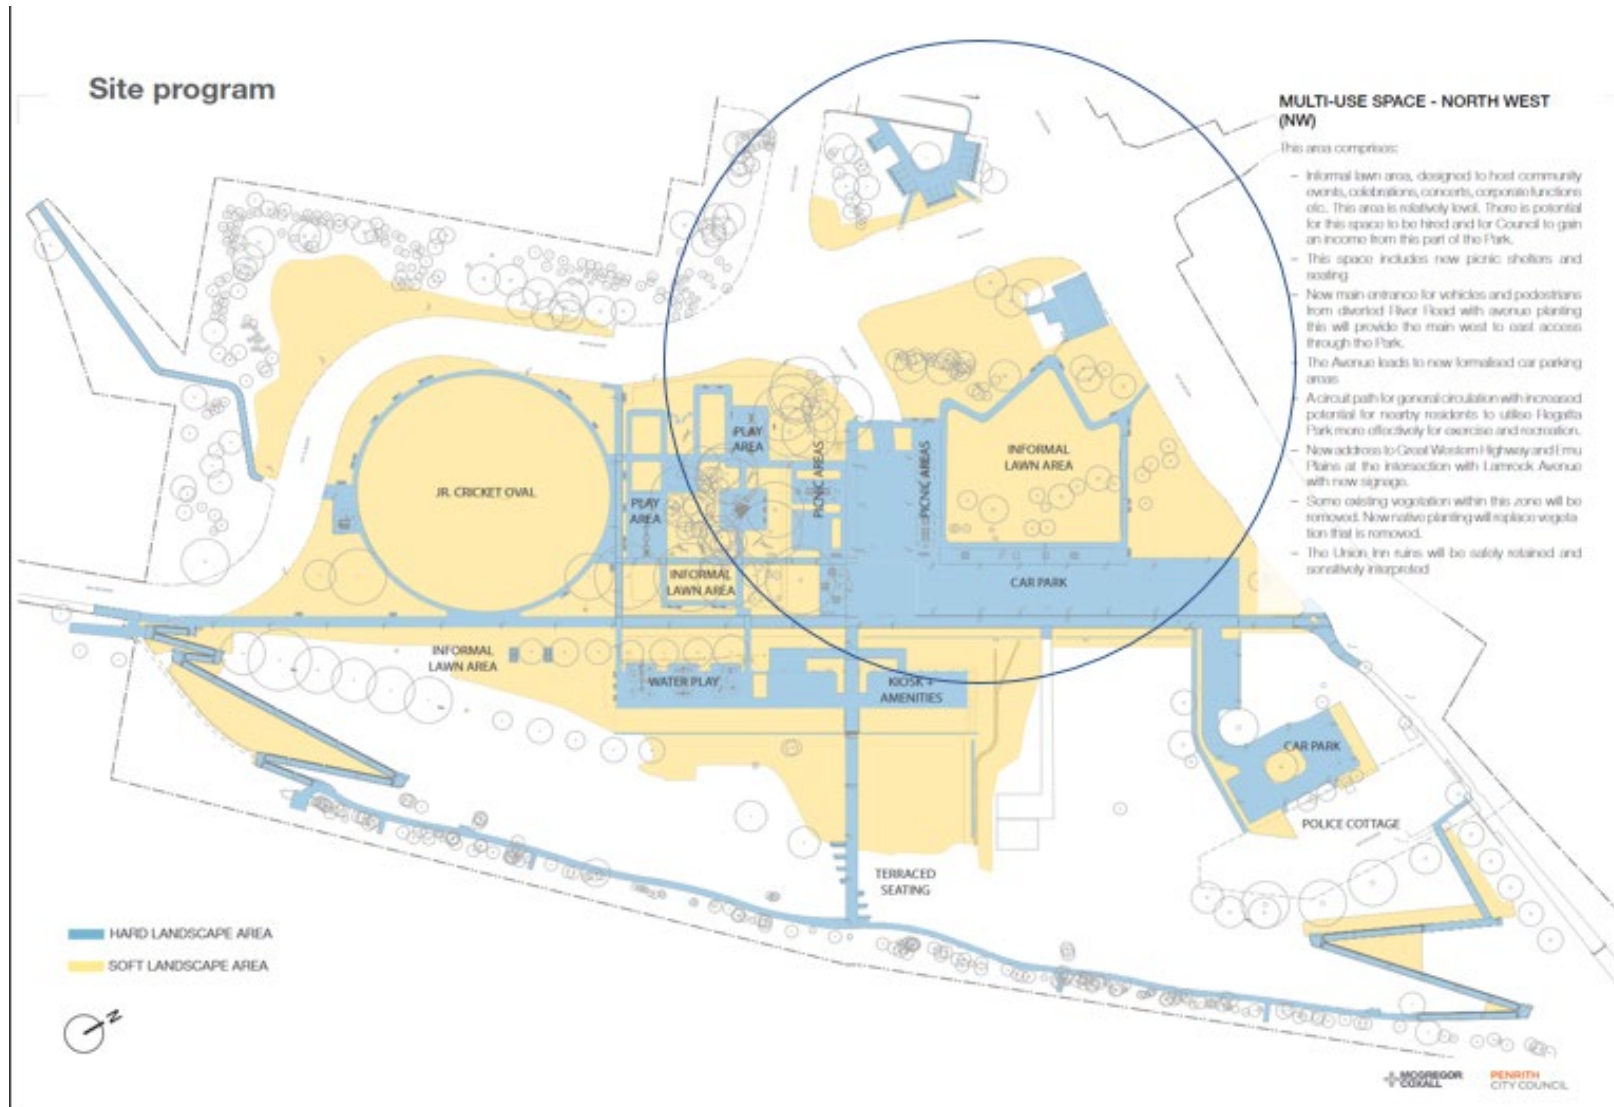 Site program
MULTI-USE SPACE - NORTH WEST
(NW)
This area comprises:
- Informal lawn area, designed to host community
events, celebrations, concerts, corporate functions
etc. This area is relatively level. There is potential
for this space to be hired and for Council to gain
an income from this part of the Park.
- This space includes new picnic shelters and
seating
- New main entrance for vehicles and pedestrians
from diverted River Road with avenue planting
this will provide the main west to east access
through the Park.
- The Avenue leads to new formalised car parking
areas
- A circuit path for general circulation with increased
potential for nearby residents to utilise Regatta
Park more effectively for exercise and recreation.
- New address to Great Western Highway and Emu
Plains at the intersection with Lamrock Avenue
with new signage.
- Some existing vegetation within this zone will be
removed. New native planting will replace vegeta
tion that is removed.
- The Union Inn ruins will be safely retained and
sensitively interpreted
PLAY
AREA
PICNIC AREAS
PICNIC AREAS
INFORMAL
LAWN AREA
JR. CRICKET OVAL
PLAY
AREA
INFORMAL
LAWN AREA
CAR PARK
INFORMAL
LAWN AREA
WATER PLAY
KIOSK +
AMENITIES
CAR PARK
POLICE COTTAGE
TERRACED
SEATING
HARD LANDSCAPE AREA
SOFT LANDSCAPE AREA
N
MCGREGOR
COXALL
PENRITH
CITY COUNCIL